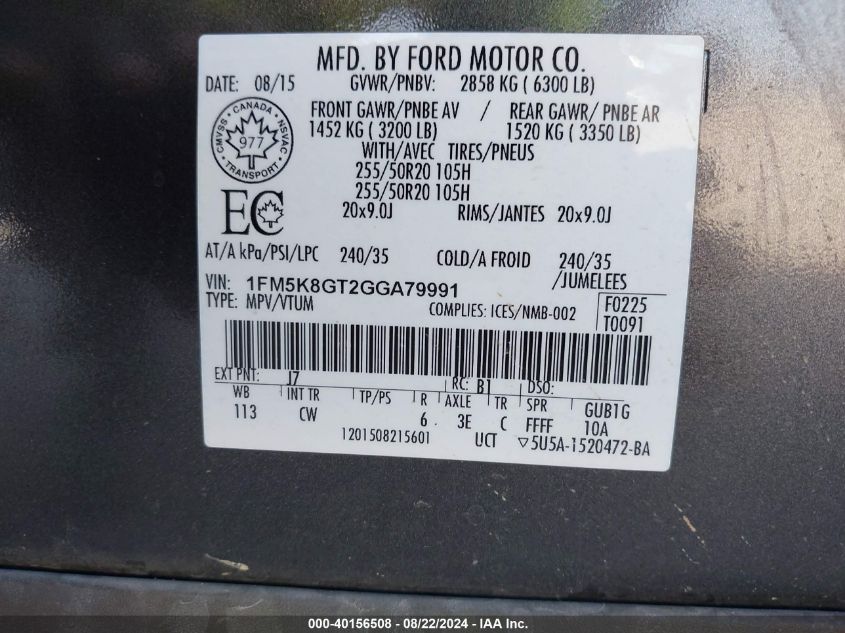 MFD. BY FORD MOTOR CO.
DATE: 08/15 GVWR/PNBV: 2858 KG ( 6300 LB)
FRONT GAWR/PNBE AV / REAR GAWR/ PNBE AR
1452 KG ( 3200 LB) 1520 KG ( 3350 LB)
WITH/AVEC TIRES/PNEUS
255/50R20 105H
255/50R20 105H
20x9.0J RIMS/JANTES 20x9.0J
CANADA
CMVSS NSVAC
977
TRANSPORT
EC
AT/A kPa/PSI/LPC 240/35 COLD/A FROID 240/35
/JUMELEES
VIN: 1FM5K8GT2GGA79991
TYPE: MPV/VTUM COMPLIES: ICES/NMB-002 F0225
T0091
EXT PNT: J7 RC: B1 DSO:
WB INT TR TP/PS R AXLE TR SPR GUB1G
113 CW 6 3E C FFFF 10A
1201508215601 UCT ▽5U5A-1520472-BA
000-40156508 - 08/22/2024 - IAA Inc.